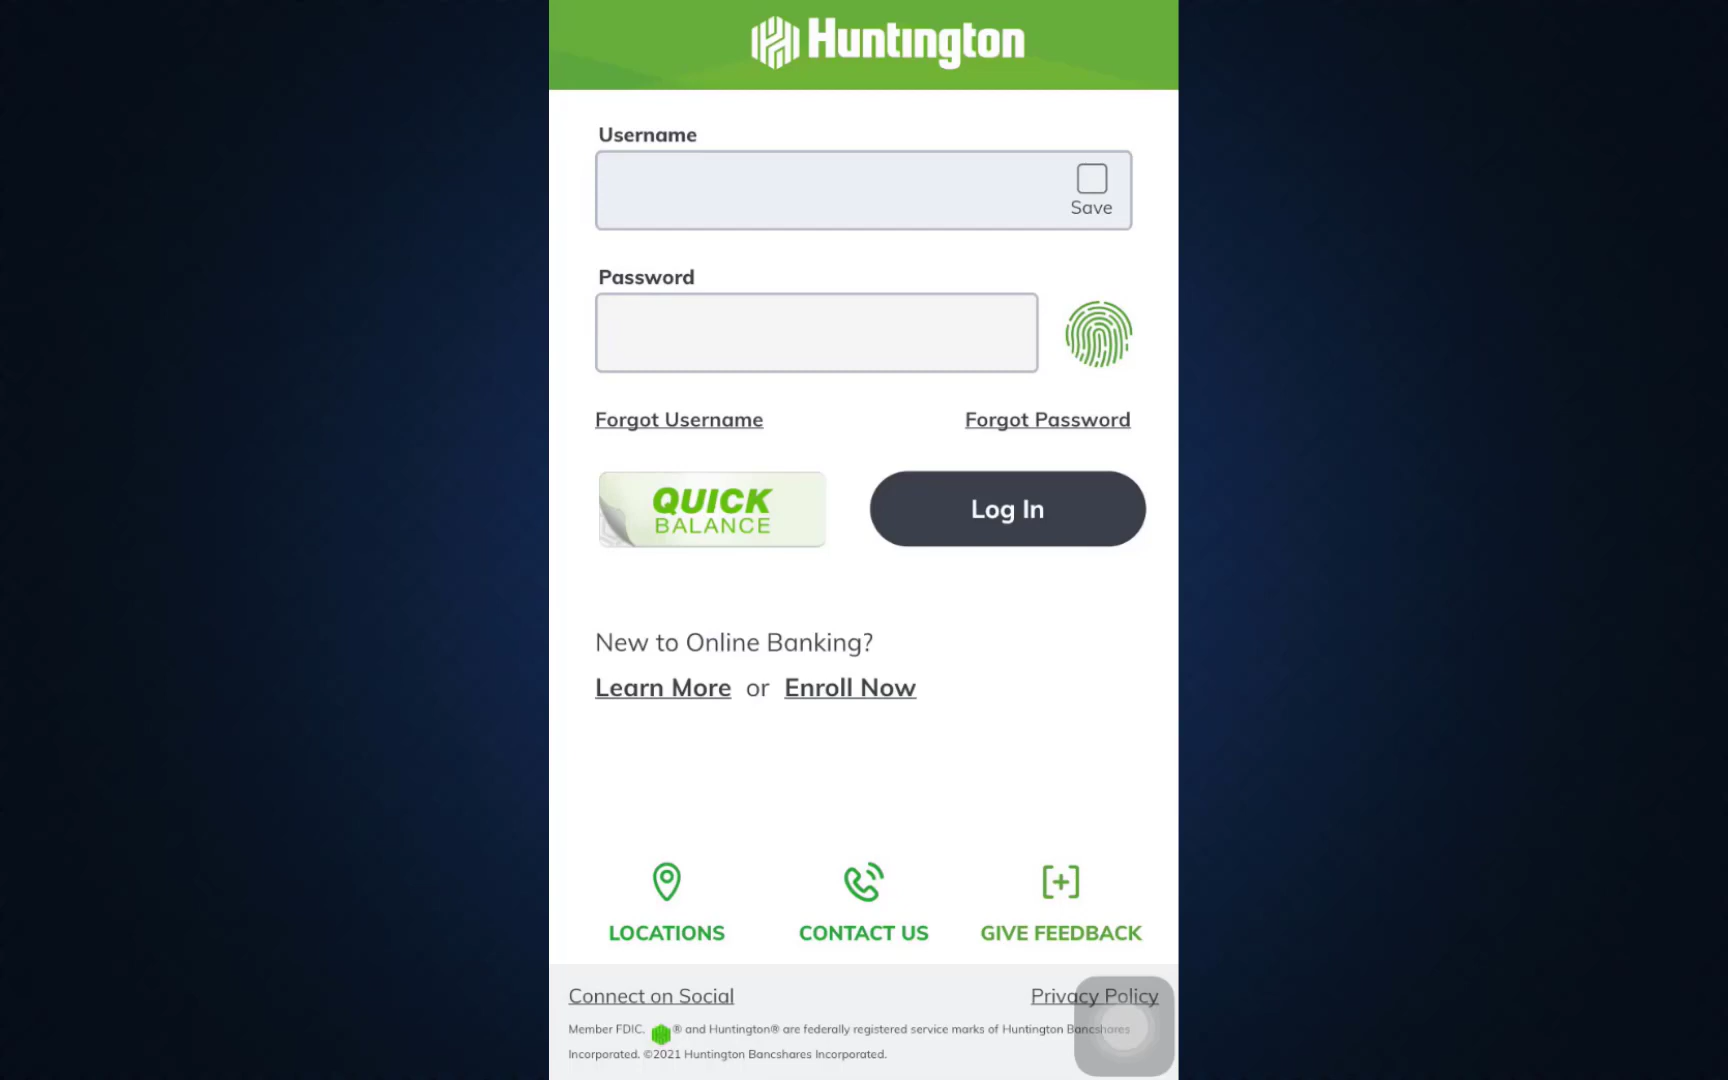 Huntington
Username
Save
Password
Forgot Username Forgot Password
QUICK
BALANCE
Log In
New to Online Banking?
Learn More or Enroll Now
LOCATIONS CONTACT US GIVE FEEDBACK
Connect on Social Privacy Policy
Member FDIC. ® and Huntington® are federally registered service marks of Huntington Bancshares
Incorporated. ©2021 Huntington Bancshares Incorporated.